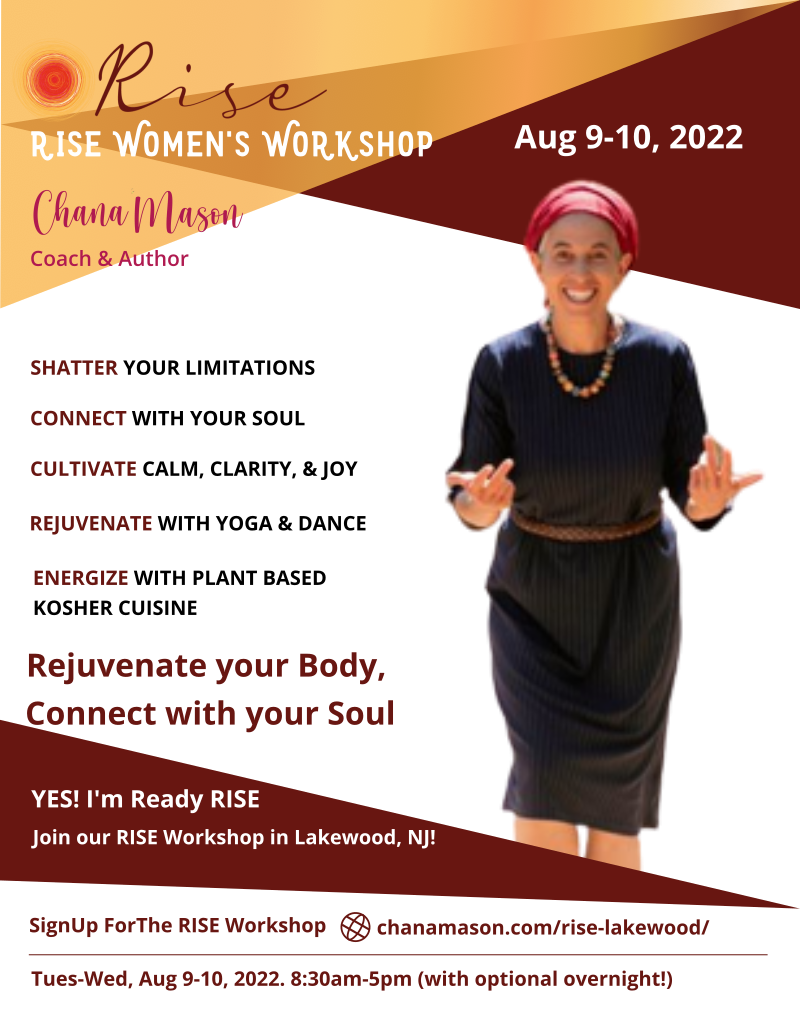 Rise
RISE WOMEN'S WORKSHOP
Aug 9-10, 2022
Chana Mason
Coach & Author
SHATTER YOUR LIMITATIONS
CONNECT WITH YOUR SOUL
CULTIVATE CALM, CLARITY, & JOY
REJUVENATE WITH YOGA & DANCE
ENERGIZE WITH PLANT BASED
KOSHER CUISINE
Rejuvenate your Body,
Connect with your Soul
YES! I'm Ready RISE
Join our RISE Workshop in Lakewood, NJ!
SignUp ForThe RISE Workshop chanamason.com/rise-lakewood/
Tues-Wed, Aug 9-10, 2022. 8:30am-5pm (with optional overnight!)